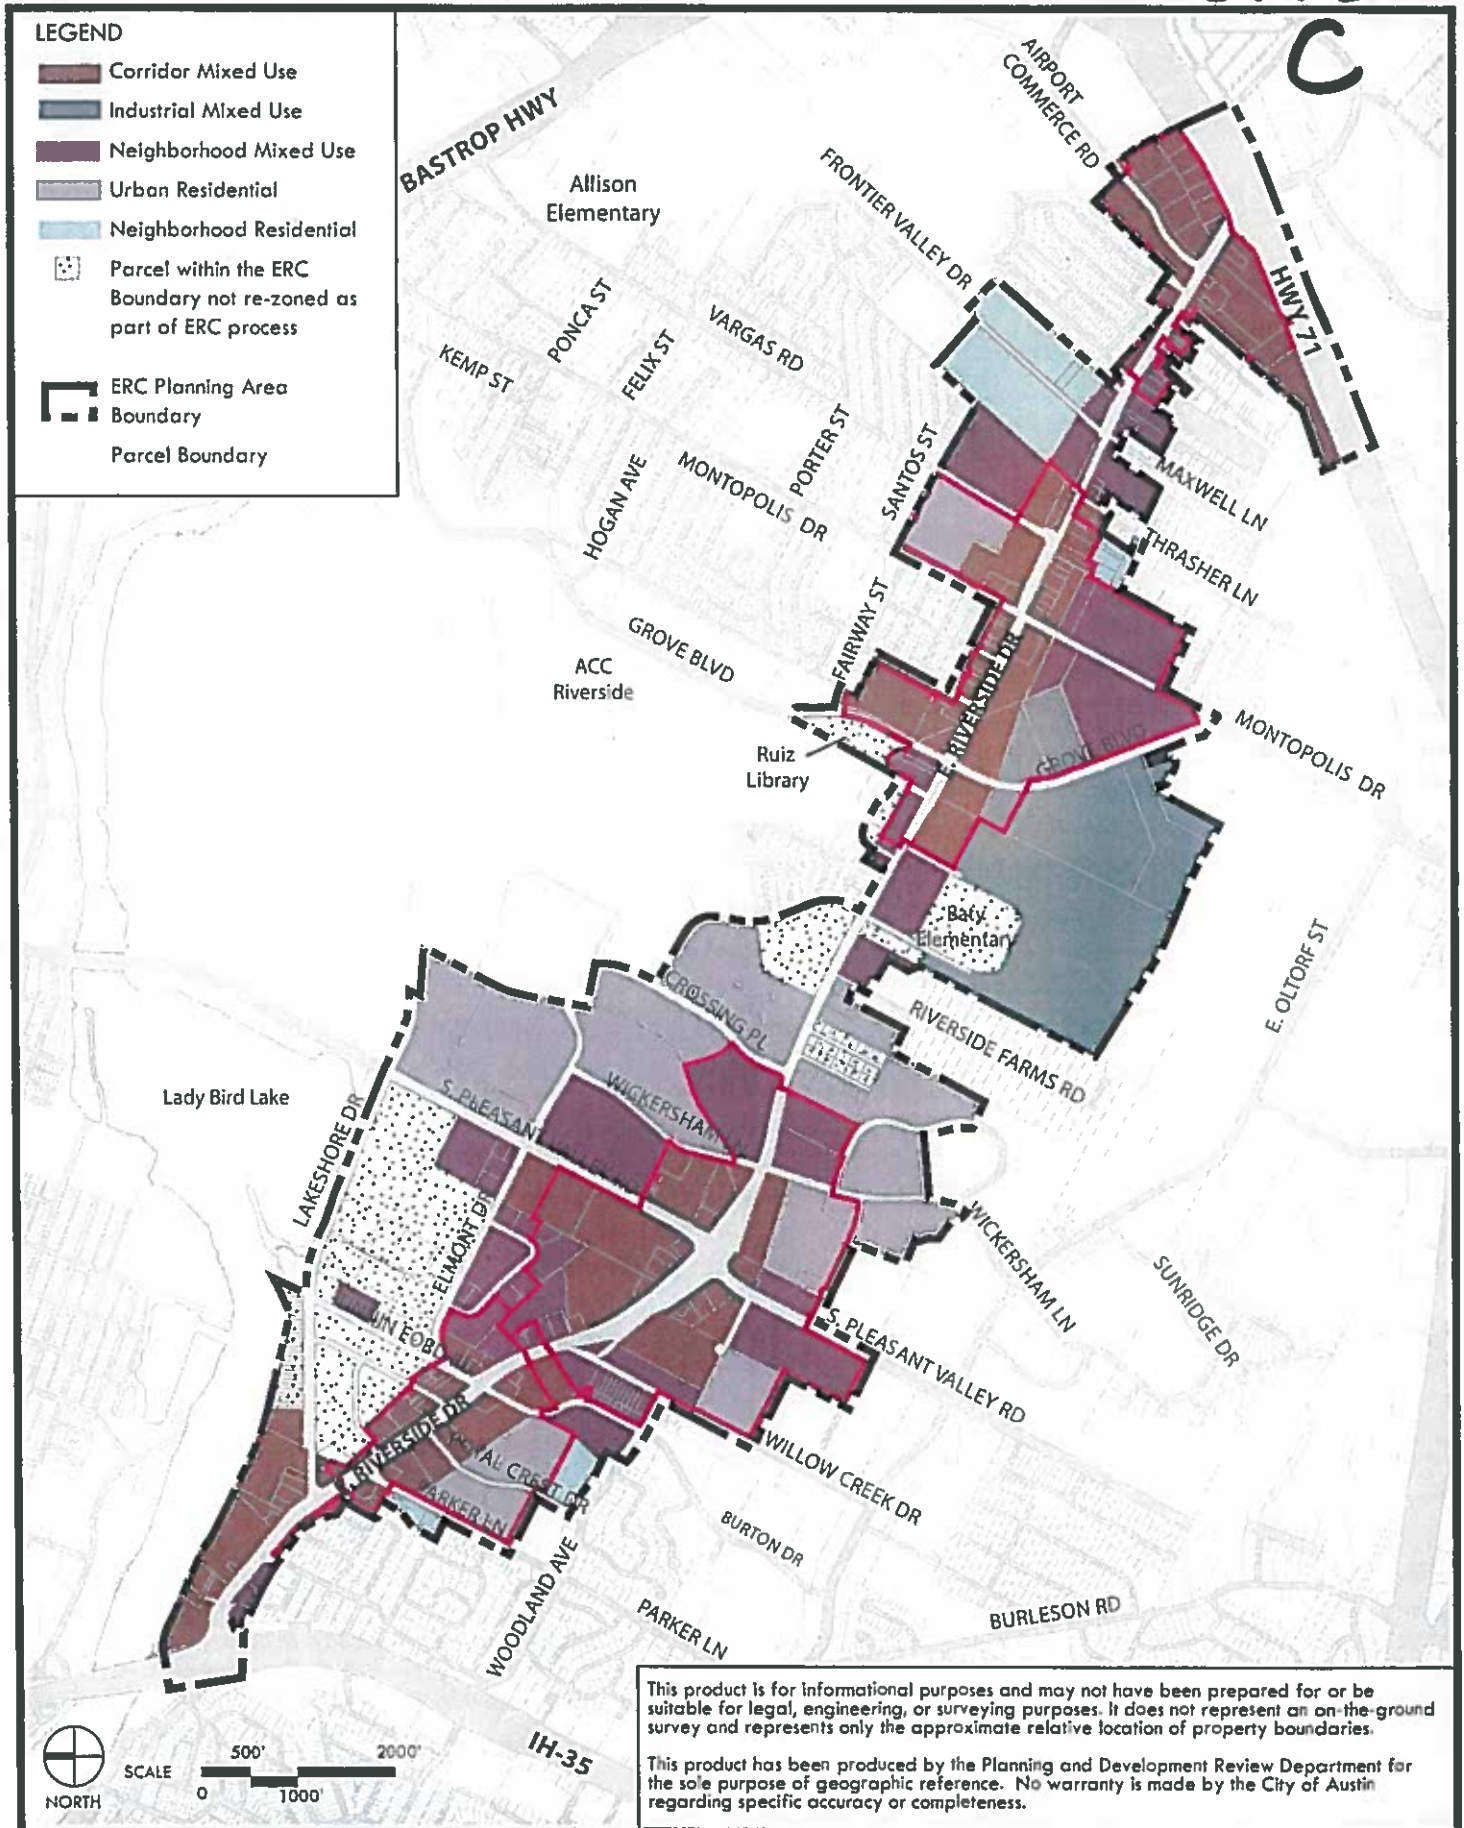 C
LEGEND
Corridor Mixed Use
Industrial Mixed Use
Neighborhood Mixed Use
Urban Residential
Neighborhood Residential
Parcel within the ERC
Boundary not re-zoned as
part of ERC process
ERC Planning Area
Boundary
Parcel Boundary
BASTROP HWY
AIRPORT
COMMERCE RD
Allison
Elementary
FRONTIER VALLEY DR
HWY 71
PONCA ST
VARGAS RD
KEMP ST
FELIX ST
PORTER ST
SANTOS ST
MAXWELL LN
HOGAN AVE
MONTOPOLIS DR
THRASHER LN
FAIRWAY ST
GROVE BLVD
ACC
Riverside
RIVERSIDE DR
MONTOPOLIS DR
GROVE BLVD
Ruiz
Library
Baty
Elementary
E. OLTORF ST
CROSSING PL
RIVERSIDE FARMS RD
Lady Bird Lake
LAKESHORE DR
S. PLEASANT
WICKERSHAM LN
ELMONT DR
WICKERSHAM LN
SUNRIDGE DR
S. PLEASANT VALLEY RD
E. RIVERSIDE DR
ROYAL CREST DR
PARKER LN
WILLOW CREEK DR
BURTON DR
WOODLAND AVE
PARKER LN
BURLESON RD
IH-35
NORTH
SCALE
500'
2000'
0
1000'
This product is for informational purposes and may not have been prepared for or be
suitable for legal, engineering, or surveying purposes. It does not represent an on-the-ground
survey and represents only the approximate relative location of property boundaries.
This product has been produced by the Planning and Development Review Department for
the sole purpose of geographic reference. No warranty is made by the City of Austin
regarding specific accuracy or completeness.